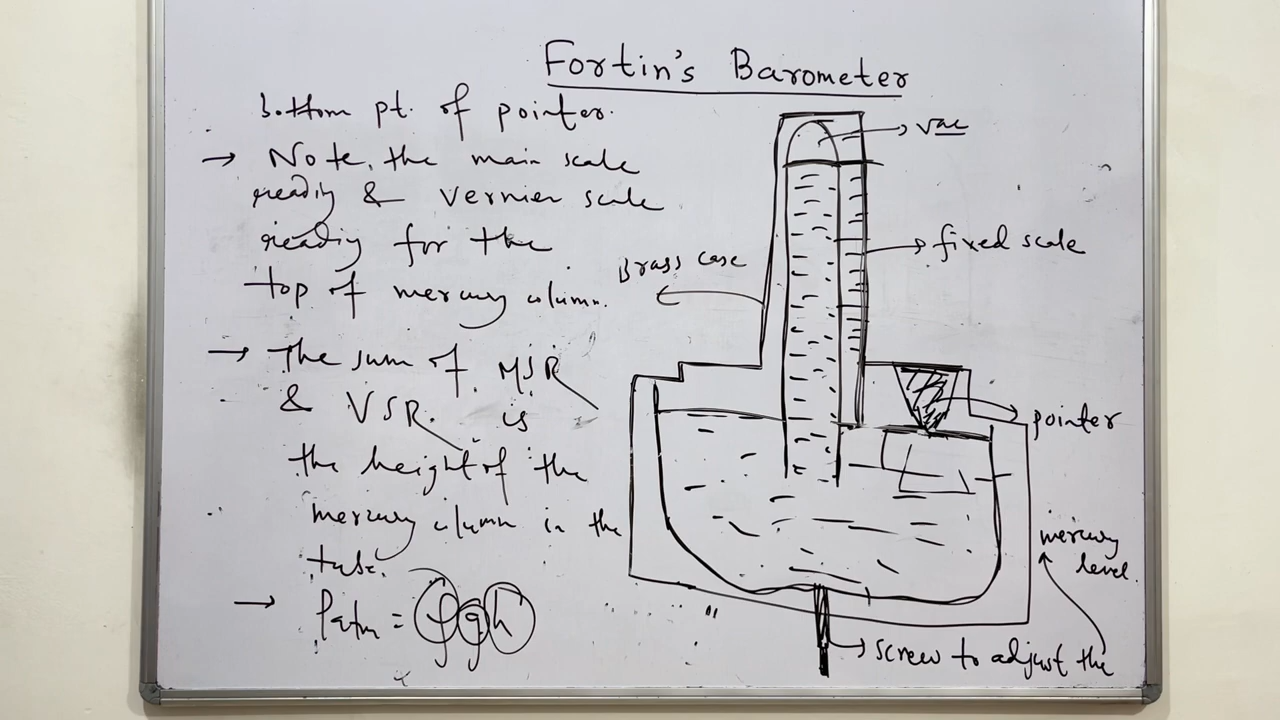 Fortin's Barometer
bottom pt. of pointer.
→ Note, the main scale
reading & Vernier scale
reading for the
top of mercury column.
→ The sum of MSR
& VSR. is
the height of the
mercury column in the
tube.
→ Patm = ρgh
vac
fixed scale
Brass case
pointer
mercury
level.
screw to adjust the